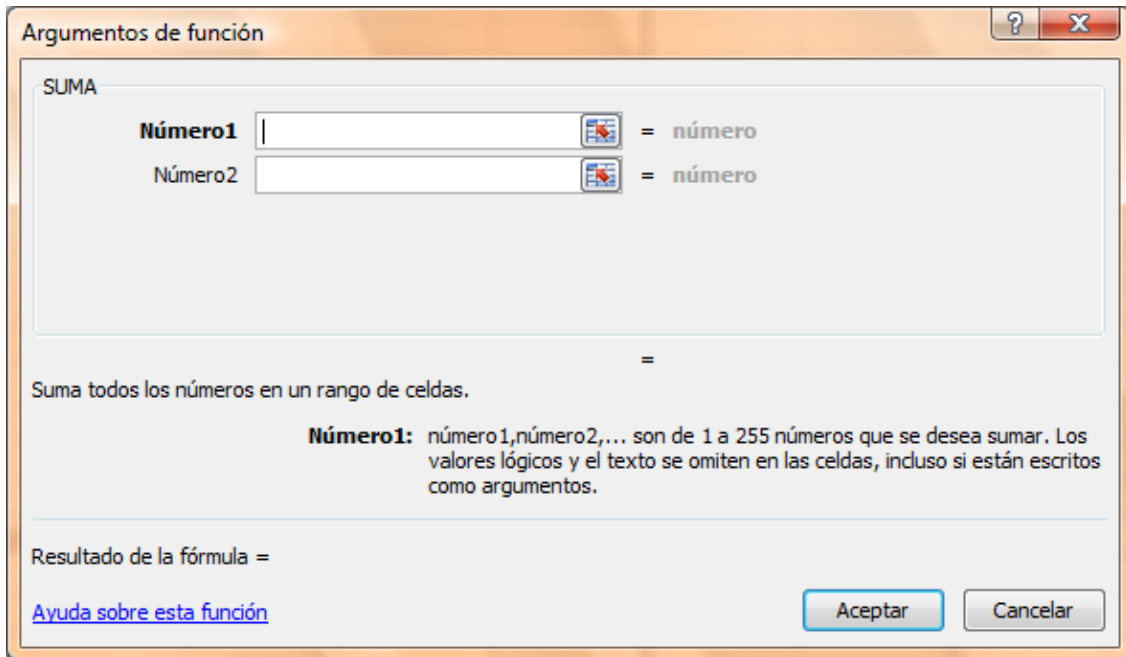 Argumentos de función
SUMA
Número1 = número
Número2 = número
=
Suma todos los números en un rango de celdas.
Número1: número1,número2,... son de 1 a 255 números que se desea sumar. Los
valores lógicos y el texto se omiten en las celdas, incluso si están escritos
como argumentos.
Resultado de la fórmula =
Ayuda sobre esta función
Aceptar
Cancelar